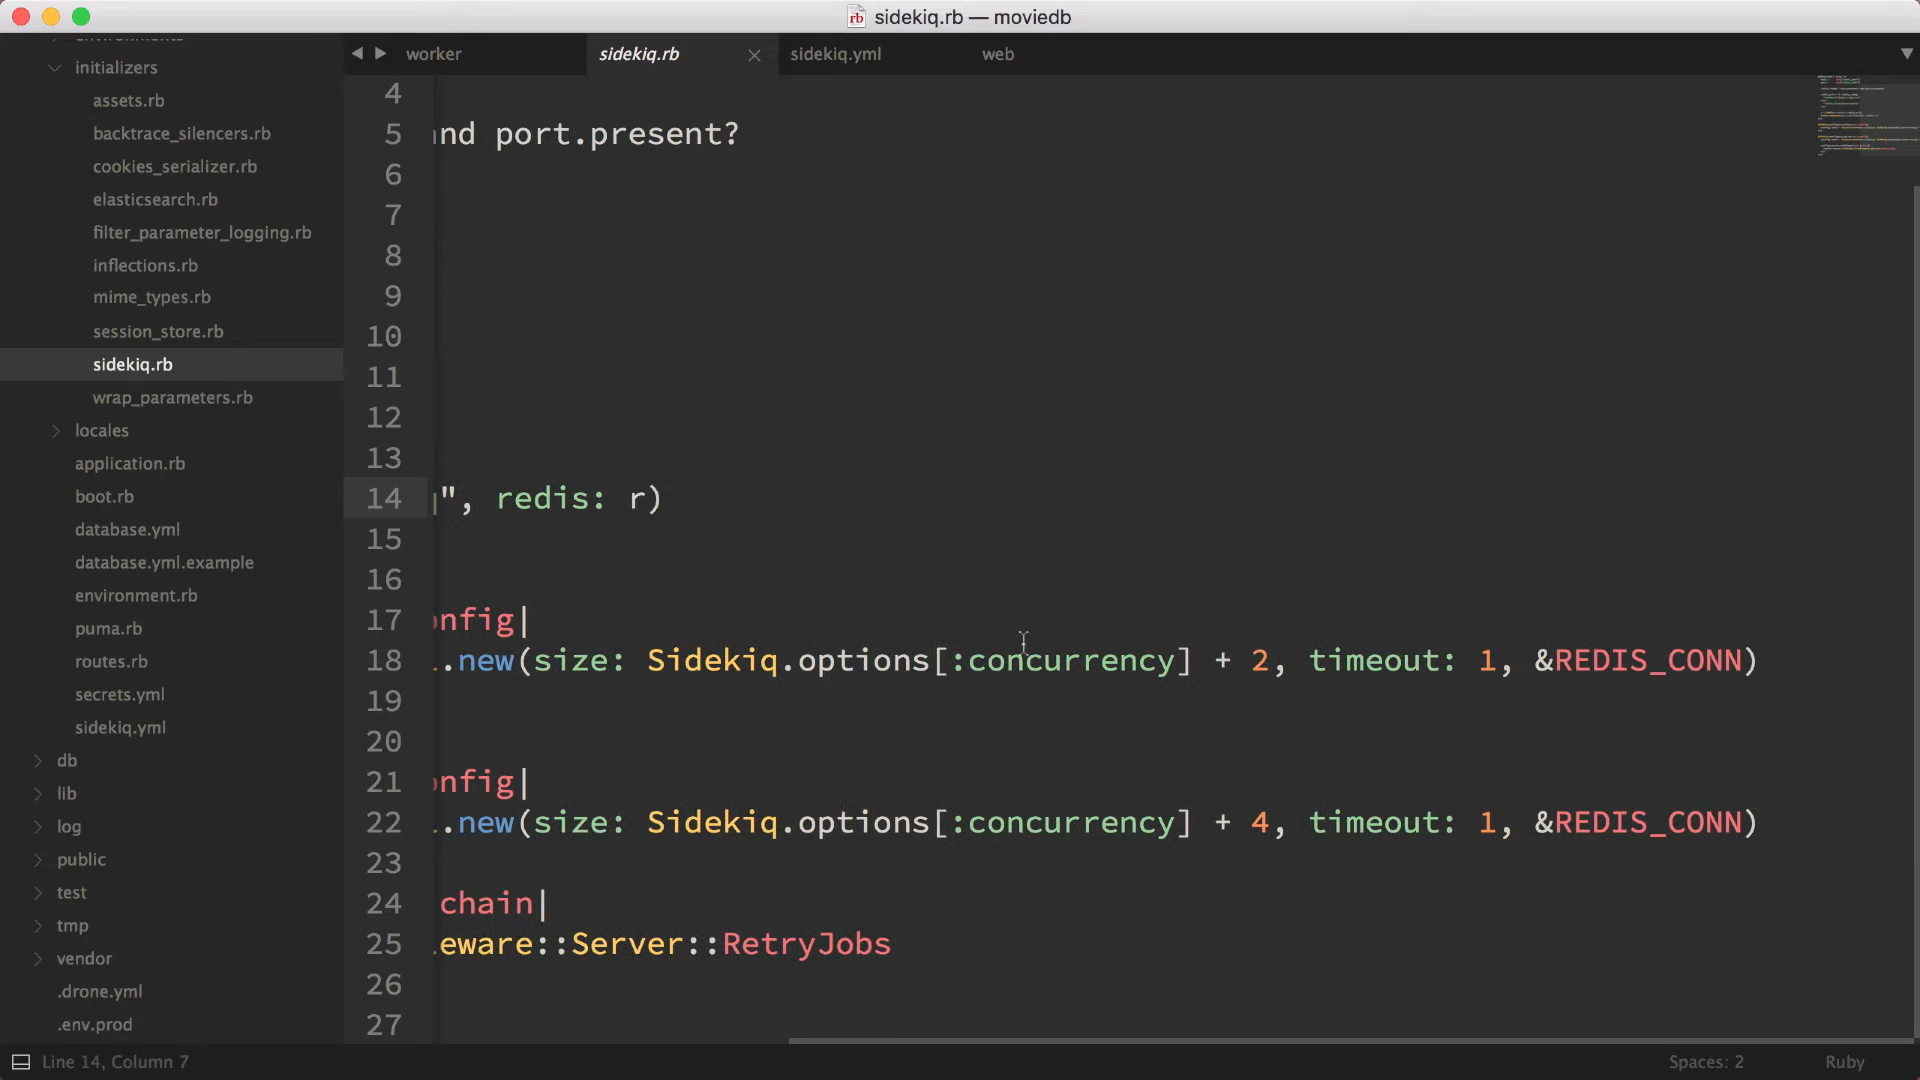 sidekiq.rb — moviedb
initializers
assets.rb
backtrace_silencers.rb
cookies_serializer.rb
elasticsearch.rb
filter_parameter_logging.rb
inflections.rb
mime_types.rb
session_store.rb
sidekiq.rb
wrap_parameters.rb
locales
application.rb
boot.rb
database.yml
database.yml.example
environment.rb
puma.rb
routes.rb
secrets.yml
sidekiq.yml
db
lib
log
public
test
tmp
vendor
.drone.yml
.env.prod
worker sidekiq.rb sidekiq.yml web
4
5 nd port.present?
6
7
8
9
10
11
12
13
14 ", redis: r)
15
16
17 nfig|
18 .new(size: Sidekiq.options[:concurrency] + 2, timeout: 1, &REDIS_CONN)
19
20
21 nfig|
22 .new(size: Sidekiq.options[:concurrency] + 4, timeout: 1, &REDIS_CONN)
23
24 chain|
25 eware::Server::RetryJobs
26
27
Line 14, Column 7 Spaces: 2 Ruby